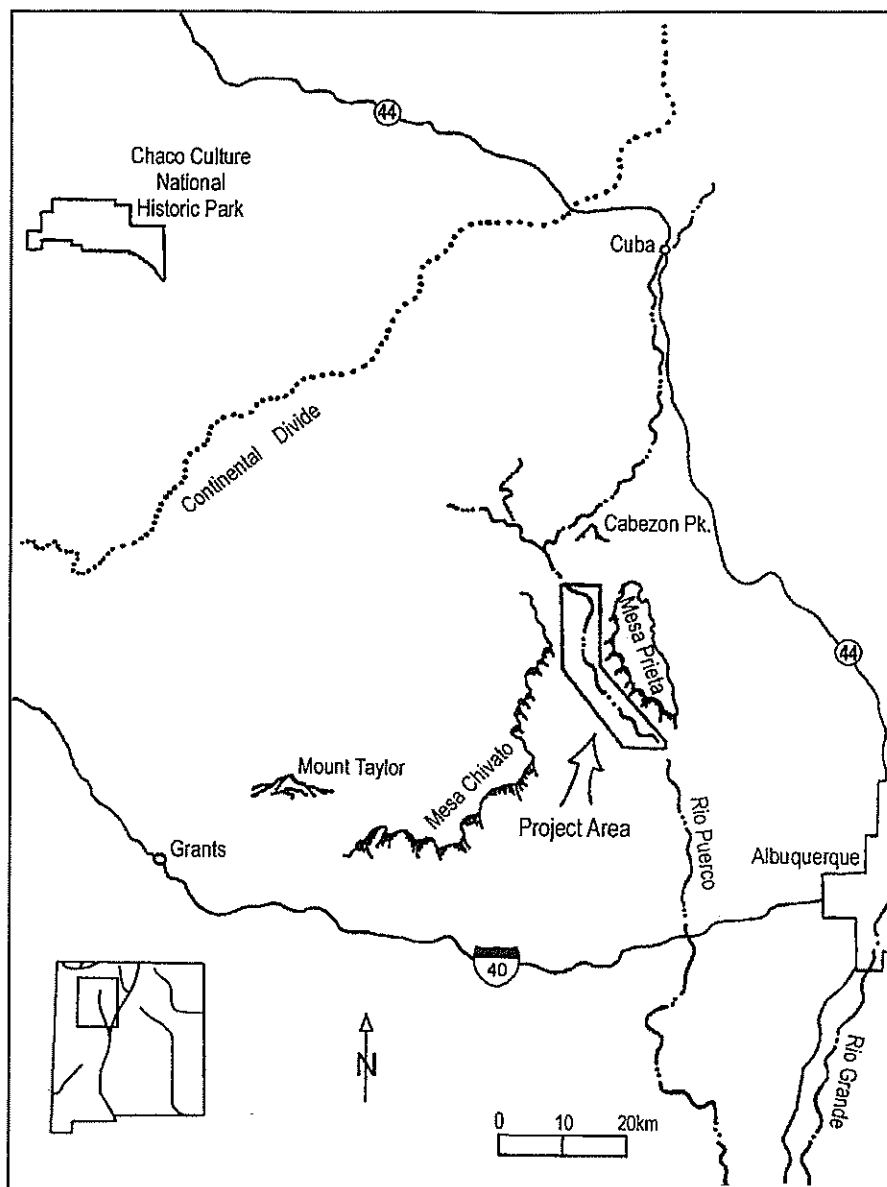 44
Chaco Culture
National
Historic Park
Cuba
Continental Divide
Cabezon Pk.
Mesa Prieta
44
Mount Taylor
Mesa Chivato
Project Area
Rio Puerco
Grants
Albuquerque
40
N
Rio Grande
0 10 20km